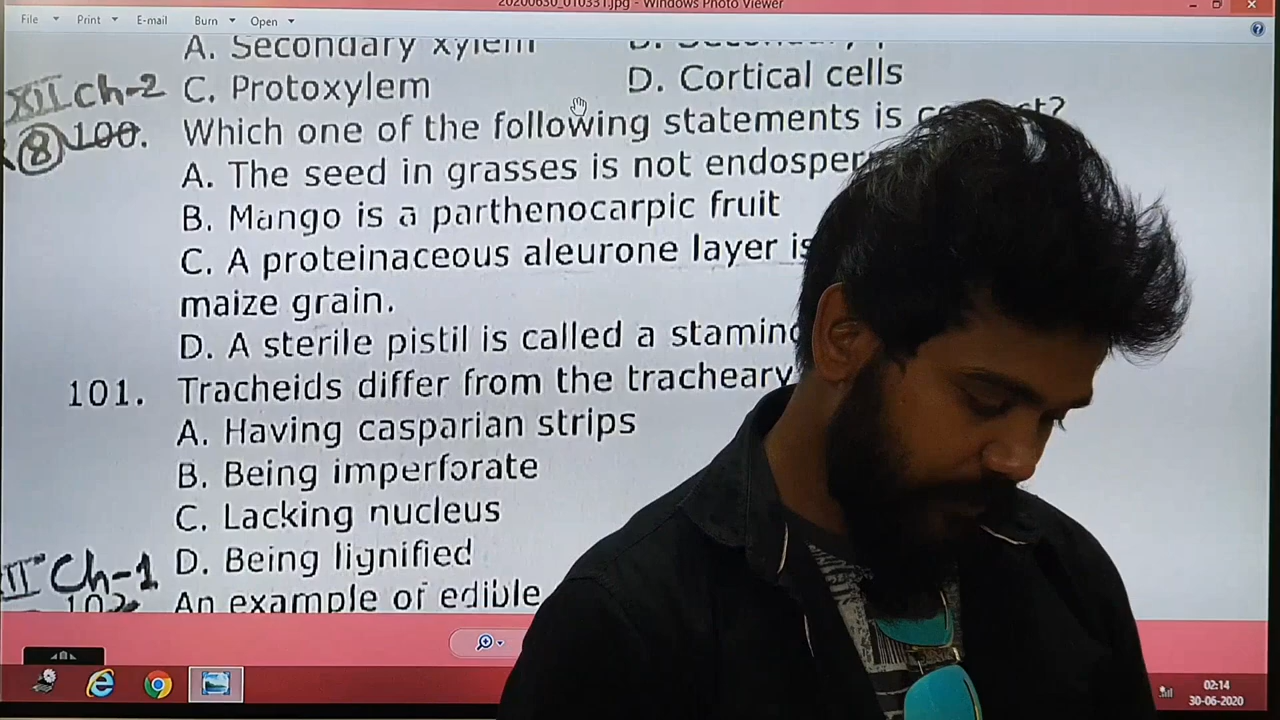 20200630_010331.jpg - Windows Photo Viewer
File Print E-mail Burn Open
A. Secondary xylem
XII Ch-2 C. Protoxylem D. Cortical cells
8 100. Which one of the following statements is
A. The seed in grasses is not
B. Mango is a parthenocarpic fruit
C. A proteinaceous aleurone layer is
maize grain.
D. A sterile pistil is called a
101. Tracheids differ from the tracheary
A. Having casparian strips
B. Being imperforate
C. Lacking nucleus
Ch-1 D. Being lignified
102. An example of edible
02:14
30-06-2020